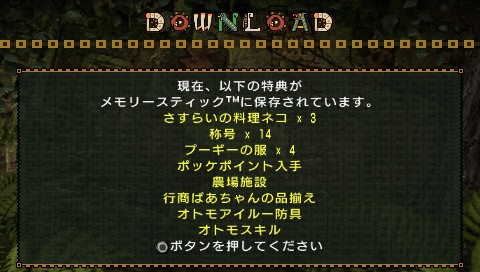 DOWNLOAD
現在、以下の特典が
メモリースティック™に保存されています。
さすらいの料理ネコ x 3
称号 x 14
プーギーの服 x 4
ポッケポイント入手
農場施設
行商ばあちゃんの品揃え
オトモアイルー防具
オトモスキル
●ボタンを押してください